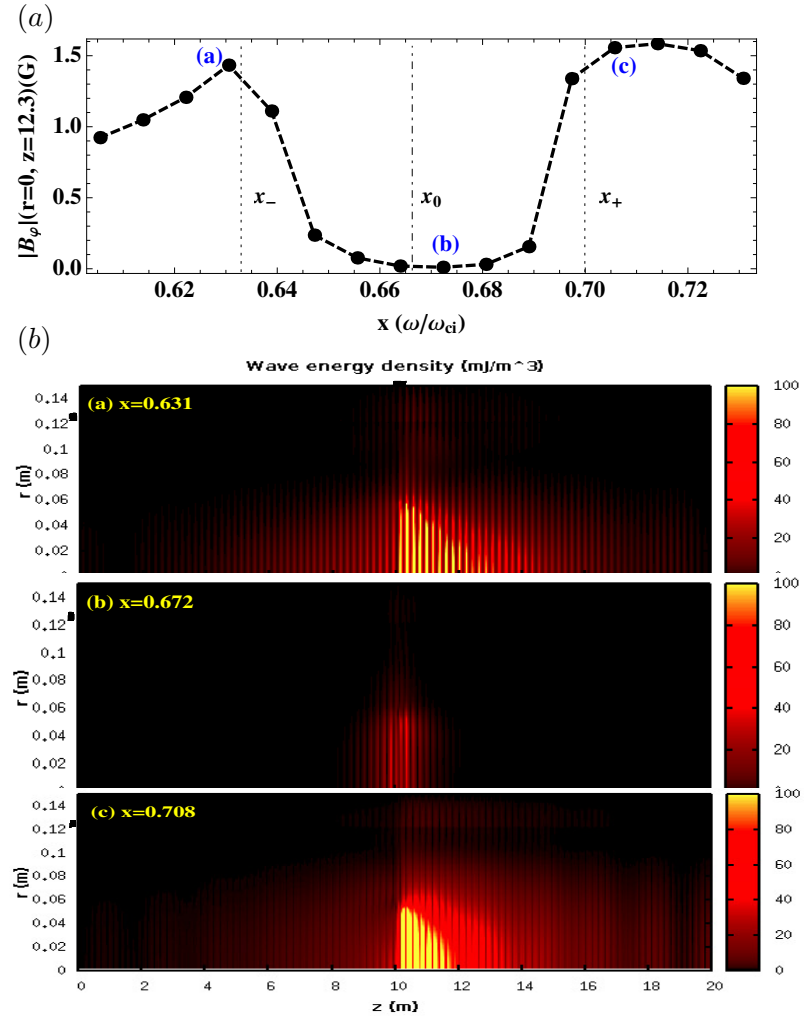 (a)
|B_φ|(r=0, z=12.3)(G)
1.5
1.0
0.5
0.0
(a)
(b)
(c)
x_−
x_0
x_+
0.62 0.64 0.66 0.68 0.70 0.72
x (ω/ω_ci)
(b)
Wave energy density (mJ/m^3)
(a) x=0.631
r (m)
0.14
0.12
0.1
0.08
0.06
0.04
0.02
100
80
60
40
20
(b) x=0.672
r (m)
0.14
0.12
0.1
0.08
0.06
0.04
0.02
100
80
60
40
20
(c) x=0.708
r (m)
0.14
0.12
0.1
0.08
0.06
0.04
0.02
0
100
80
60
40
20
0
0 2 4 6 8 10 12 14 16 18 20
z (m)